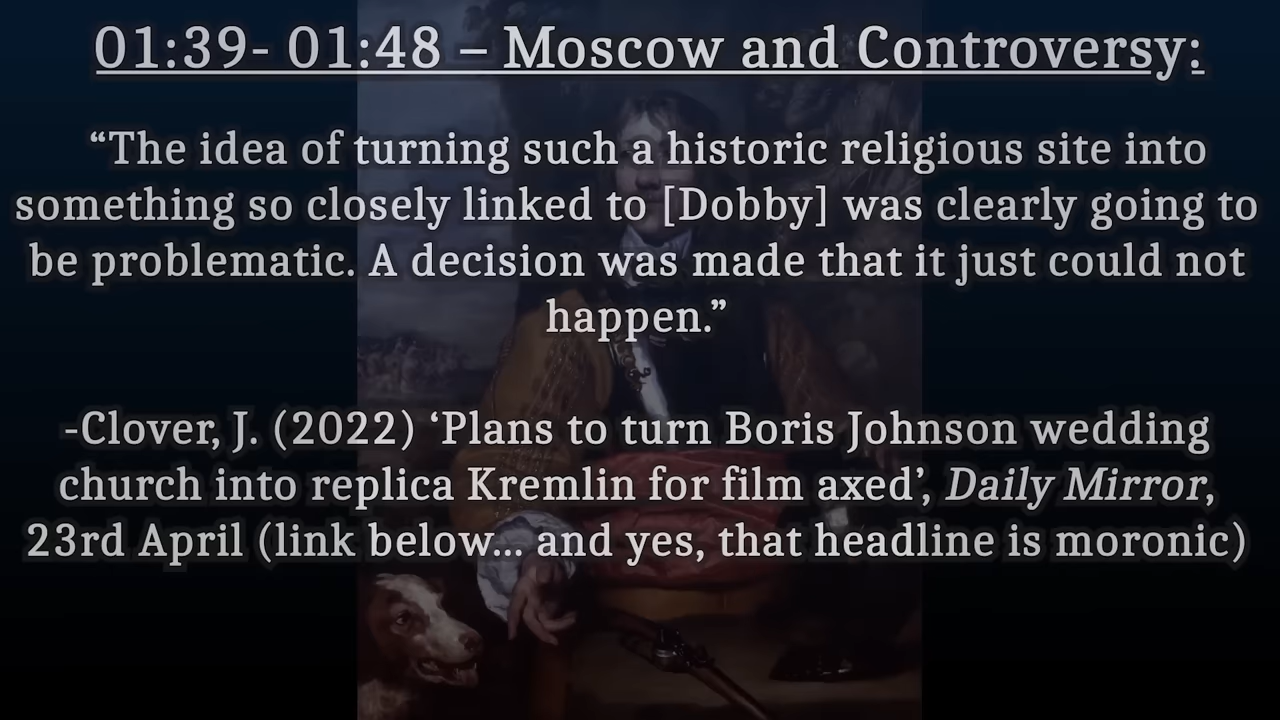 01:39- 01:48 – Moscow and Controversy:
“The idea of turning such a historic religious site into
something so closely linked to [Dobby] was clearly going to
be problematic. A decision was made that it just could not
happen.”
-Clover, J. (2022) ‘Plans to turn Boris Johnson wedding
church into replica Kremlin for film axed’, Daily Mirror,
23rd April (link below... and yes, that headline is moronic)